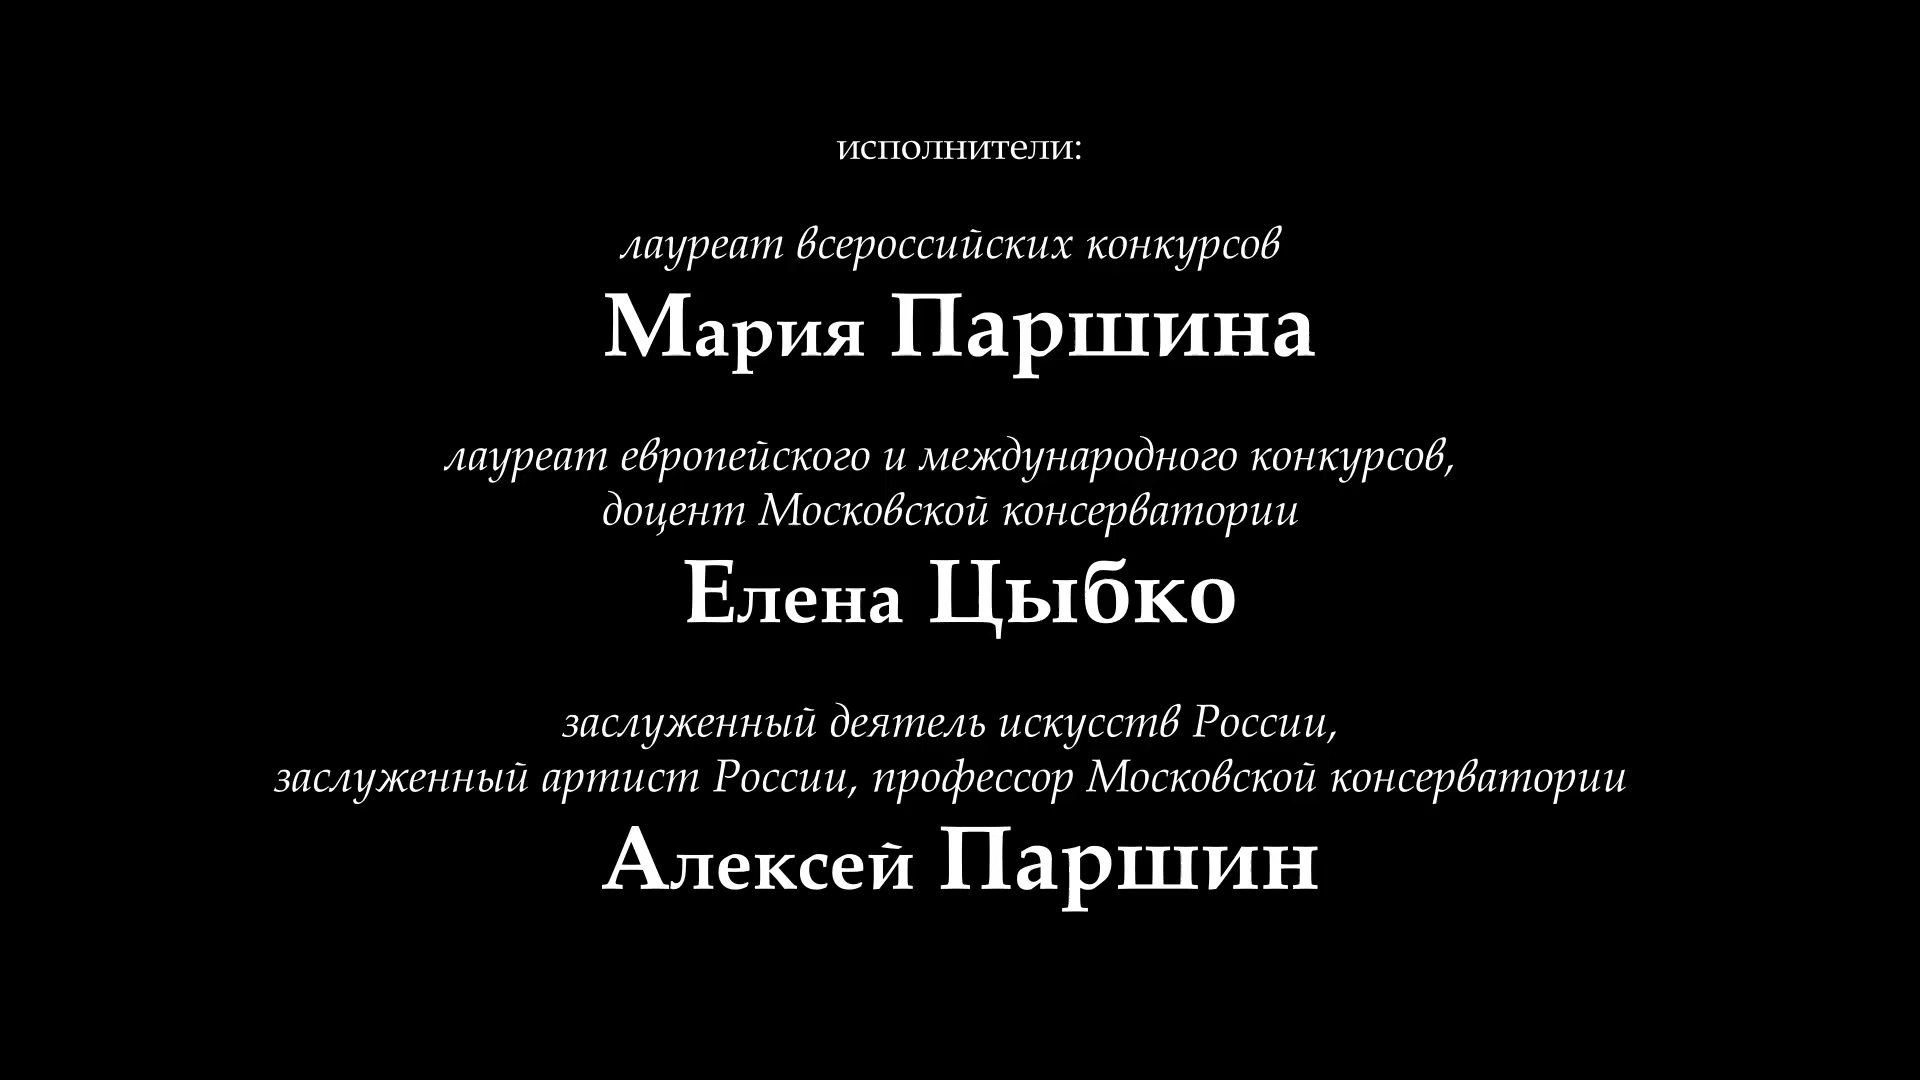 исполнители:
лауреат всероссийских конкурсов
Мария Паршина
лауреат европейского и международного конкурсов,
доцент Московской консерватории
Елена Цыбко
заслуженный деятель искусств России,
заслуженный артист России, профессор Московской консерватории
Алексей Паршин